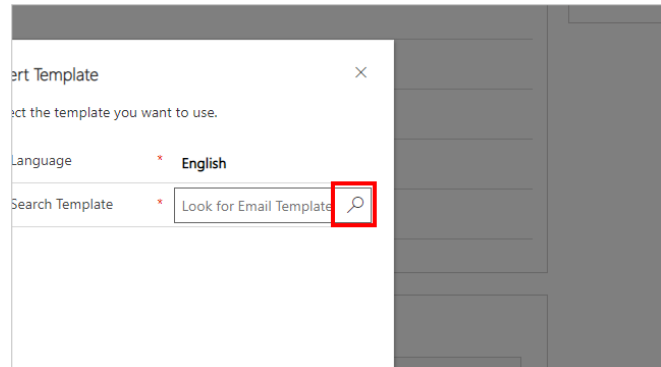 ert Template
ect the template you want to use.
Language * English
Search Template * Look for Email Template